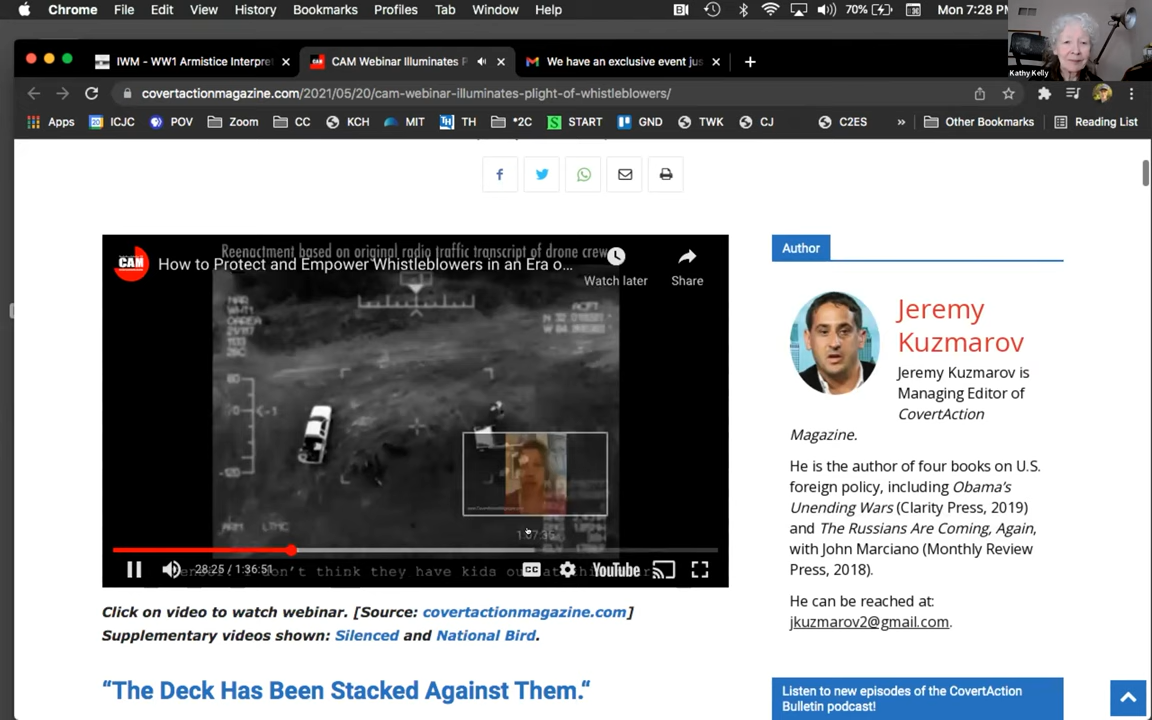 Chrome File Edit View History Bookmarks Profiles Tab Window Help 70% Mon 7:28 PM
Kathy Kelly
IWM - WW1 Armistice Interpre CAM Webinar Illuminates P We have an exclusive event jus
covertactionmagazine.com/2021/05/20/cam-webinar-illuminates-plight-of-whistleblowers/
Apps ICJC POV Zoom CC KCH MIT TH *2C START GND TWK CJ C2ES » Other Bookmarks Reading List
Reenactment based on original radio traffic transcript of drone crew
CAM How to Protect and Empower Whistleblowers in an Era o...
Watch later Share
NAR
ACFT
ARM LTMC
28:25 / 1:36:51 YouTube
Click on video to watch webinar. [Source: covertactionmagazine.com]
Supplementary videos shown: Silenced and National Bird.
“The Deck Has Been Stacked Against Them.“
Author
Jeremy
Kuzmarov
Jeremy Kuzmarov is
Managing Editor of
CovertAction
Magazine.
He is the author of four books on U.S.
foreign policy, including Obama's
Unending Wars (Clarity Press, 2019)
and The Russians Are Coming, Again,
with John Marciano (Monthly Review
Press, 2018).
He can be reached at:
jkuzmarov2@gmail.com.
Listen to new episodes of the CovertAction
Bulletin podcast!